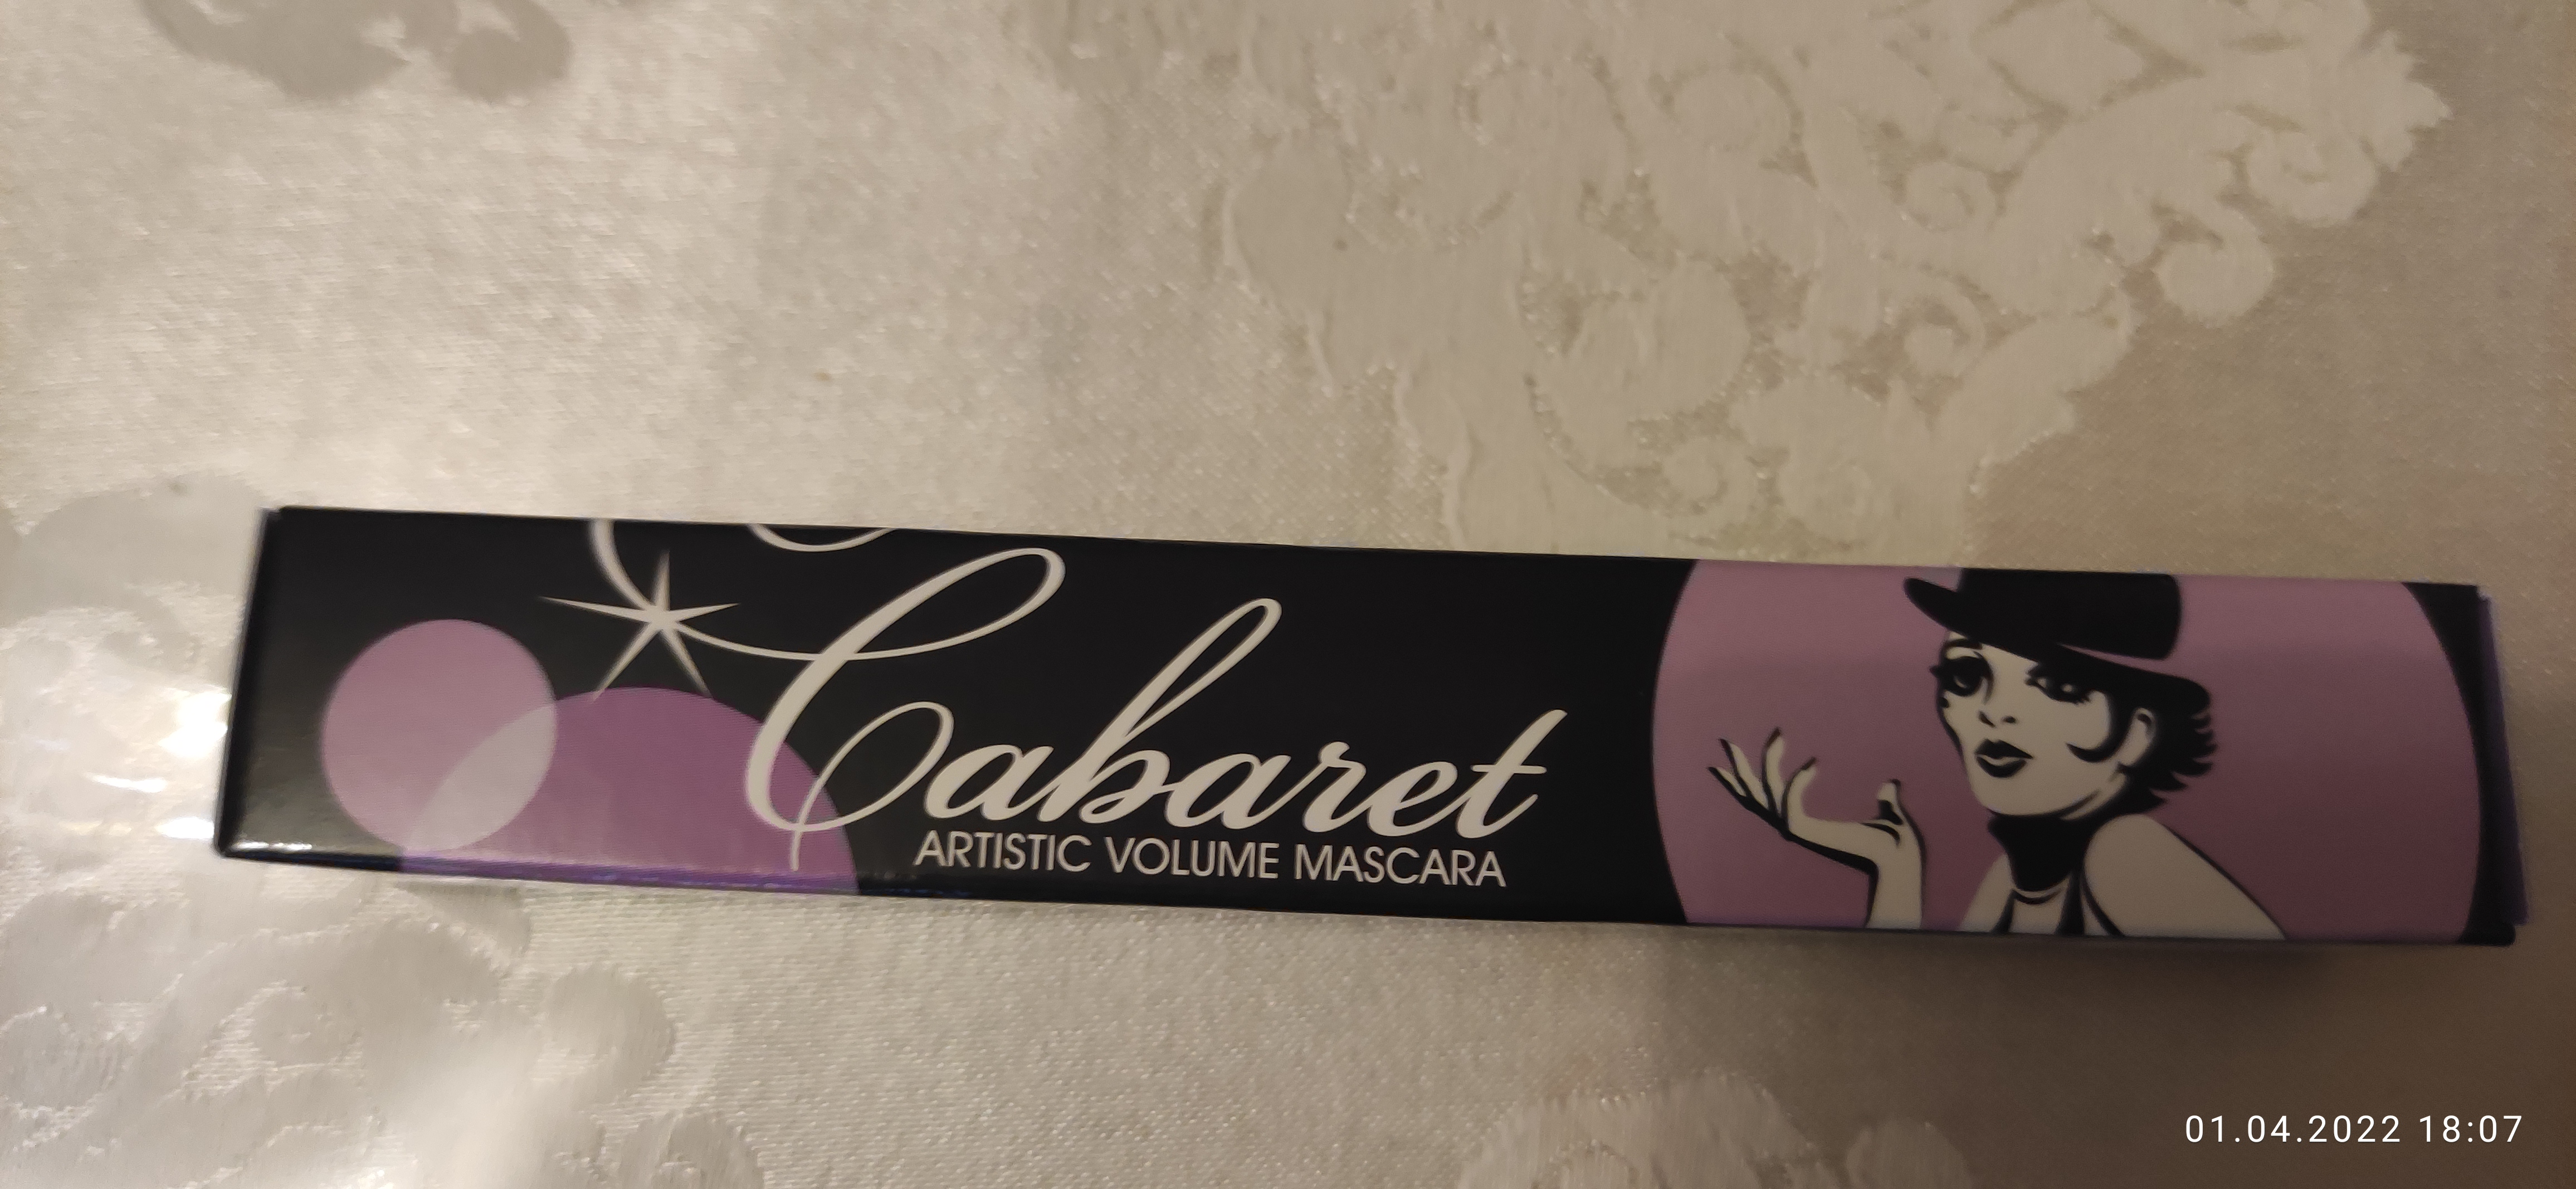 Cabaret
ARTISTIC VOLUME MASCARA
01.04.2022 18:07